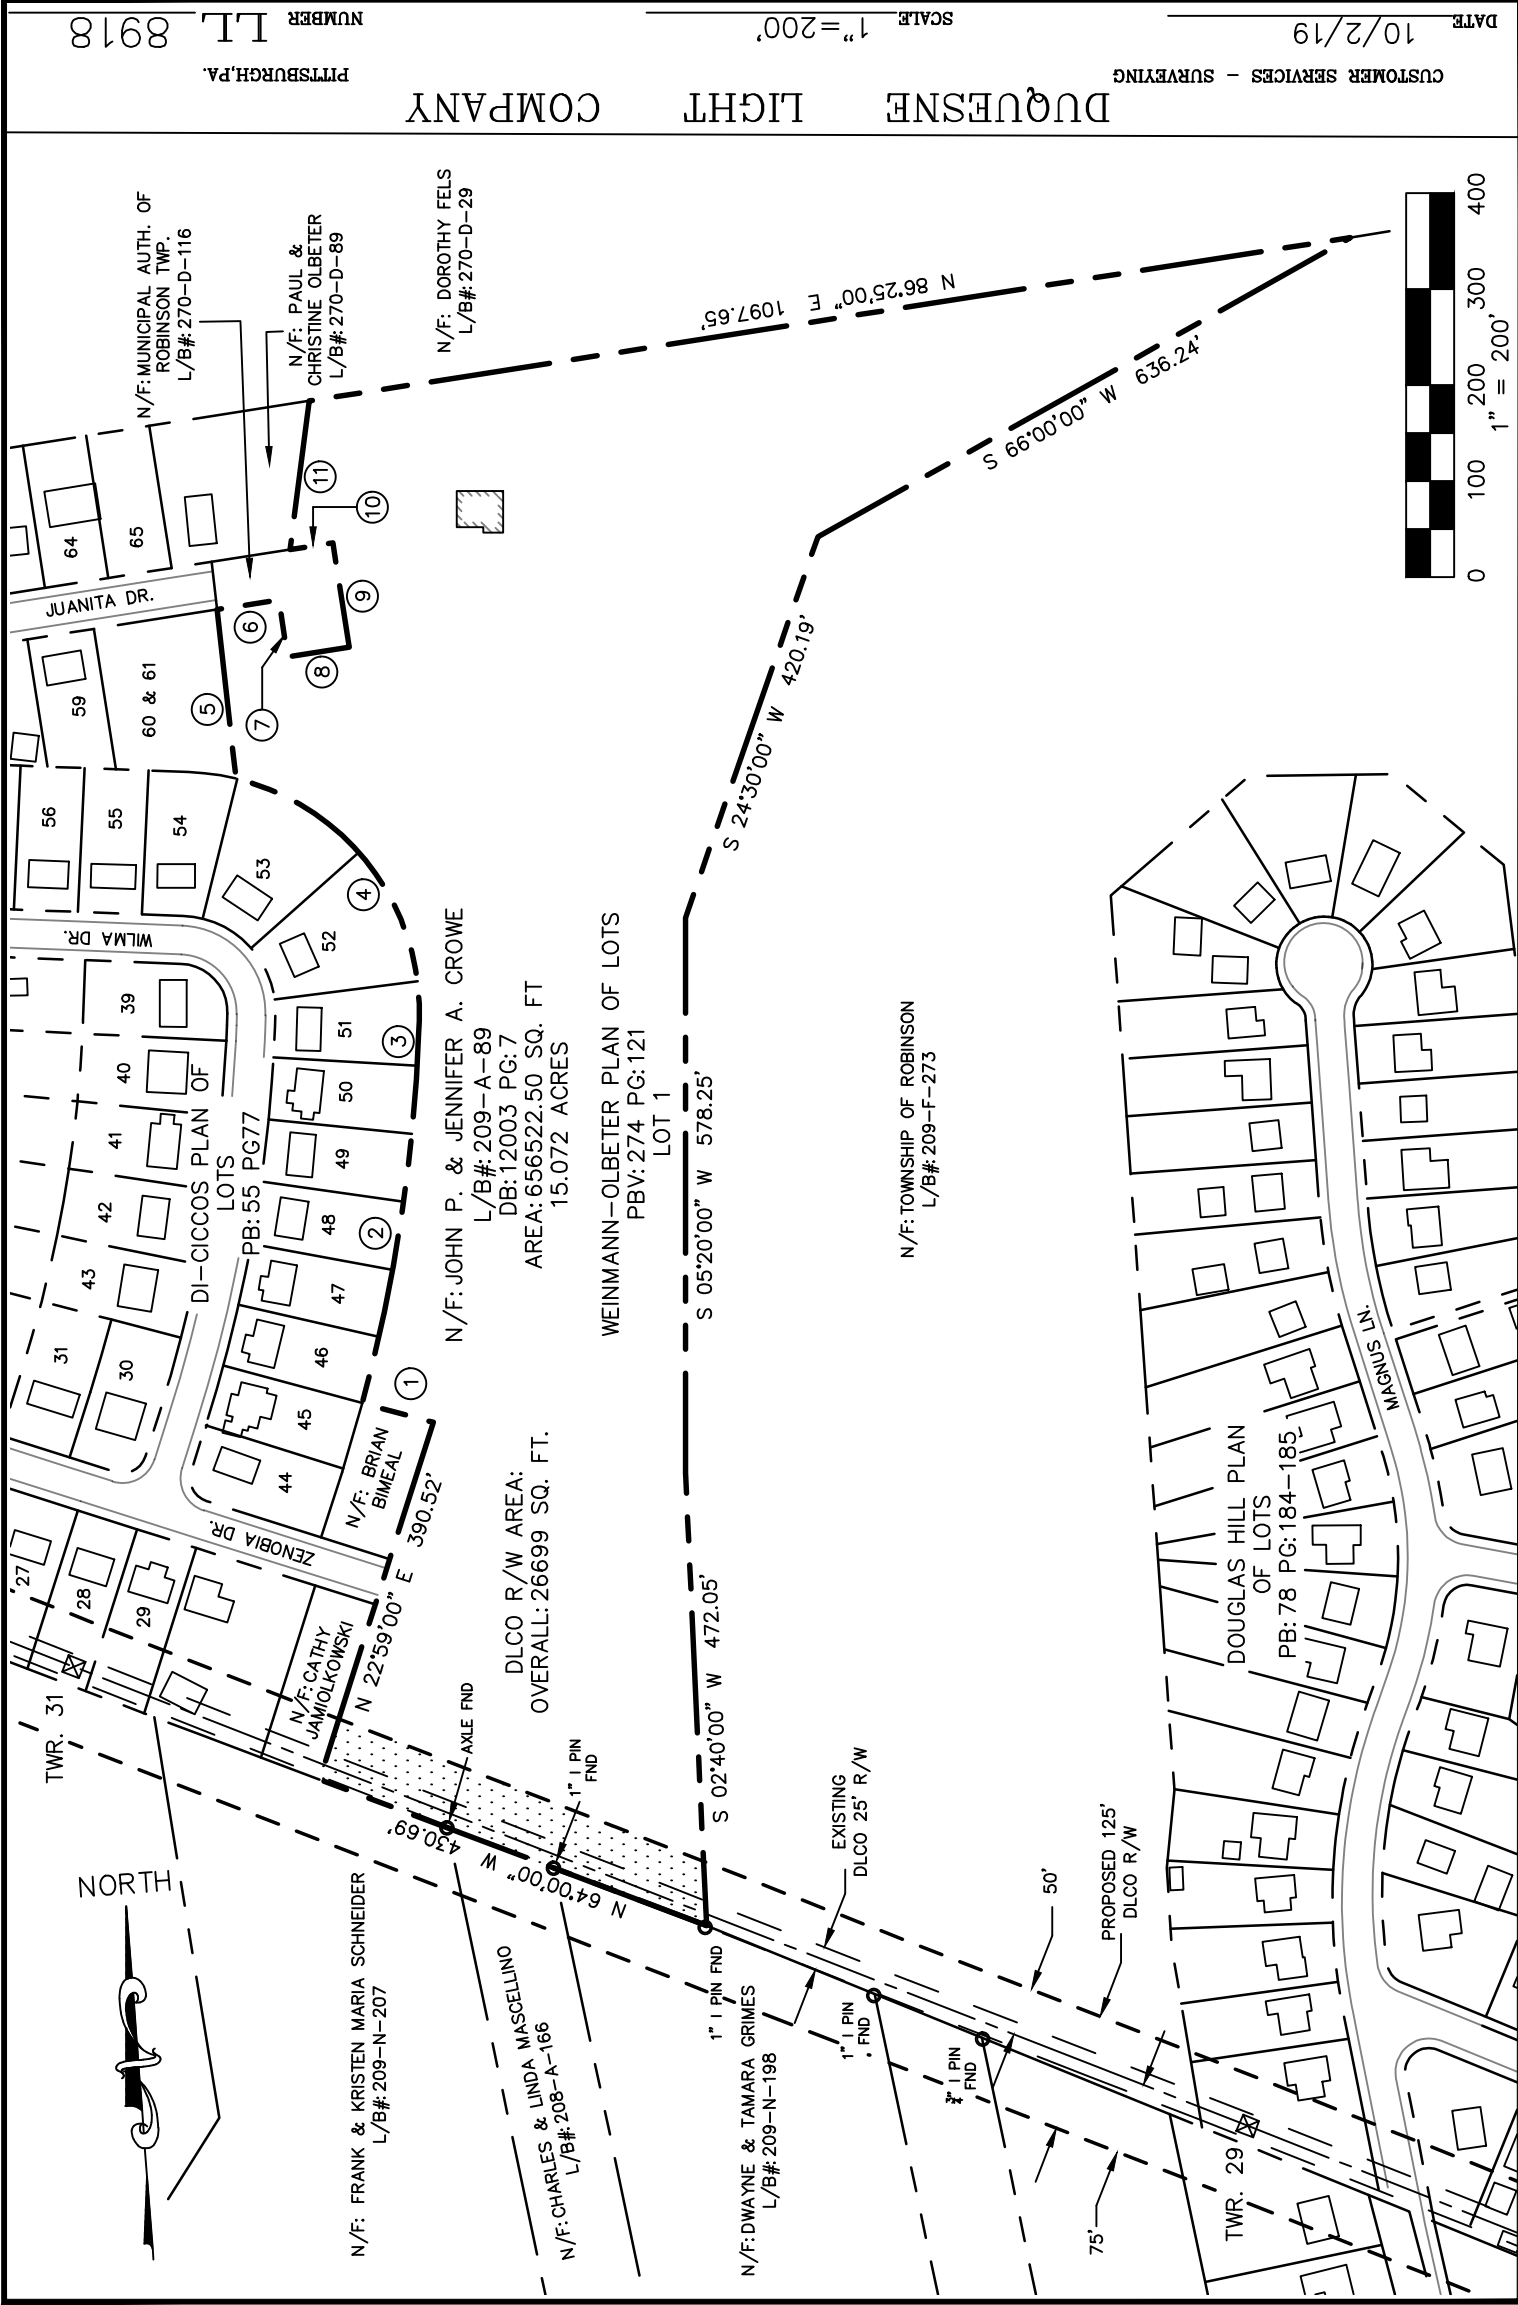 DUQUESNE LIGHT COMPANY
CUSTOMER SERVICES - SURVEYING
PITTSBURGH,PA.
DATE 10/2/19
SCALE 1"=200'
NUMBER LL 8918
N/F:MUNICIPAL AUTH. OF
ROBINSON TWP.
L/B#:270-D-116
N/F: PAUL &
CHRISTINE OLBETER
L/B#:270-D-89
N/F: DOROTHY FELS
L/B#:270-D-29
N 86°25'00" E 1097.65'
S 66°00'00" W 636.24'
S 24°30'00" W 420.19'
S 05°20'00" W 578.25'
S 02°40'00" W 472.05'
N 64°00'00" W 430.69'
N 22°59'00" E 390.52'
0 100 200 300 400
1" = 200'
JUANITA DR.
64
65
59
60 & 61
56
55
54
53
52
51
50
49
48
47
46
45
44
39
40
41
42
43
31
30
27
28
29
1
2
3
4
5
6
7
8
9
10
11
WILMA DR.
DI-CICCOS PLAN OF
LOTS
PB:55 PG77
ZENOBIA DR.
N/F: BRIAN
BIMEAL
N/F:CATHY
JAMIOLKOWSKI
N/F:JOHN P. & JENNIFER A. CROWE
L/B#:209-A-89
DB:12003 PG:7
AREA:656522.50 SQ. FT
15.072 ACRES
WEINMANN-OLBETER PLAN OF LOTS
PBV:274 PG:121
LOT 1
DLCO R/W AREA:
OVERALL:26699 SQ. FT.
N/F:TOWNSHIP OF ROBINSON
L/B#:209-F-273
MAGNUS LN.
DOUGLAS HILL PLAN
OF LOTS
PB:78 PG:184-185
TWR. 31
AXLE FND
1" I PIN
FND
NORTH
N/F: FRANK & KRISTEN MARIA SCHNEIDER
L/B#:209-N-207
N/F:CHARLES & LINDA MASCELLINO
L/B#:208-A-166
1" I PIN FND
N/F:DWAYNE & TAMARA GRIMES
L/B#:209-N-198
EXISTING
DLCO 25' R/W
1" I PIN
FND
3/4" I PIN
FND
50'
PROPOSED 125'
DLCO R/W
75'
TWR. 29